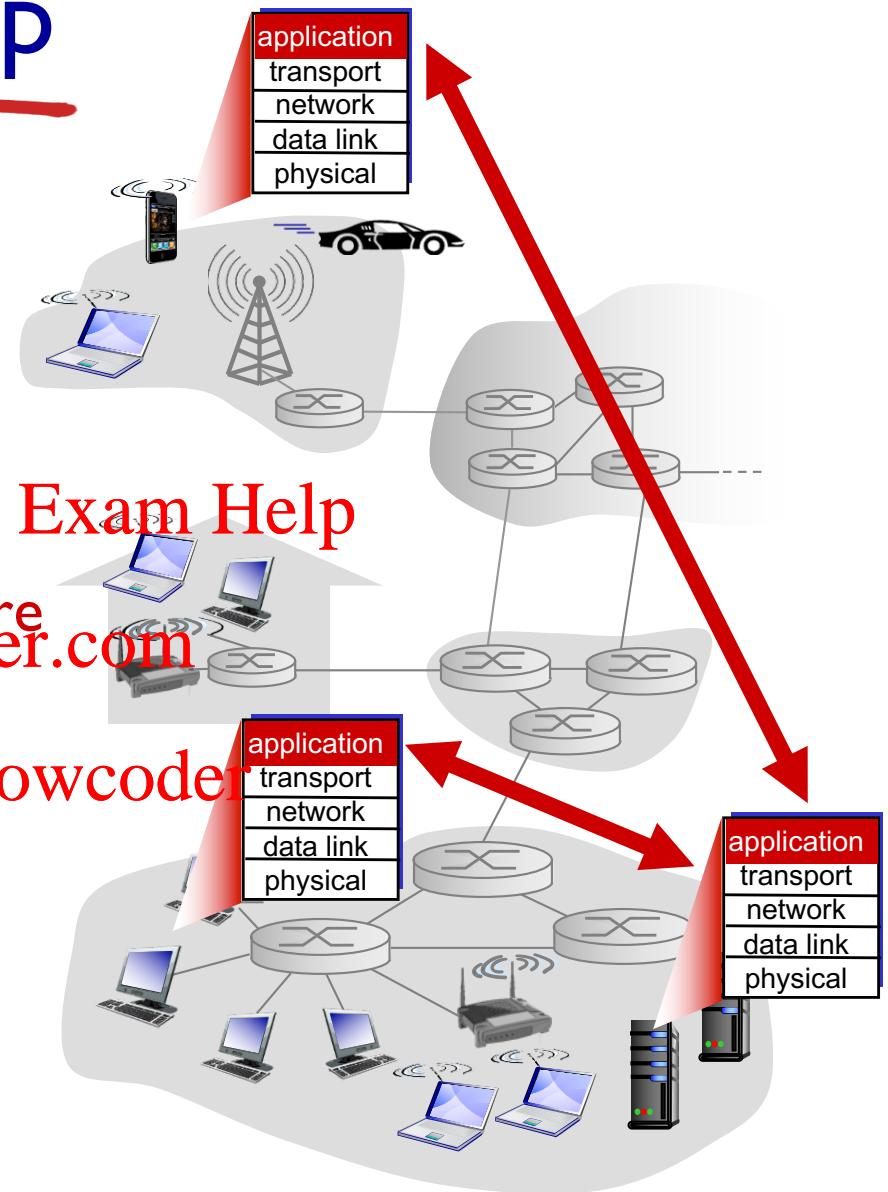 p
application
transport
network
data link
physical
Exam Help
re
er.com
owcoder
application
transport
network
data link
physical
application
transport
network
data link
physical